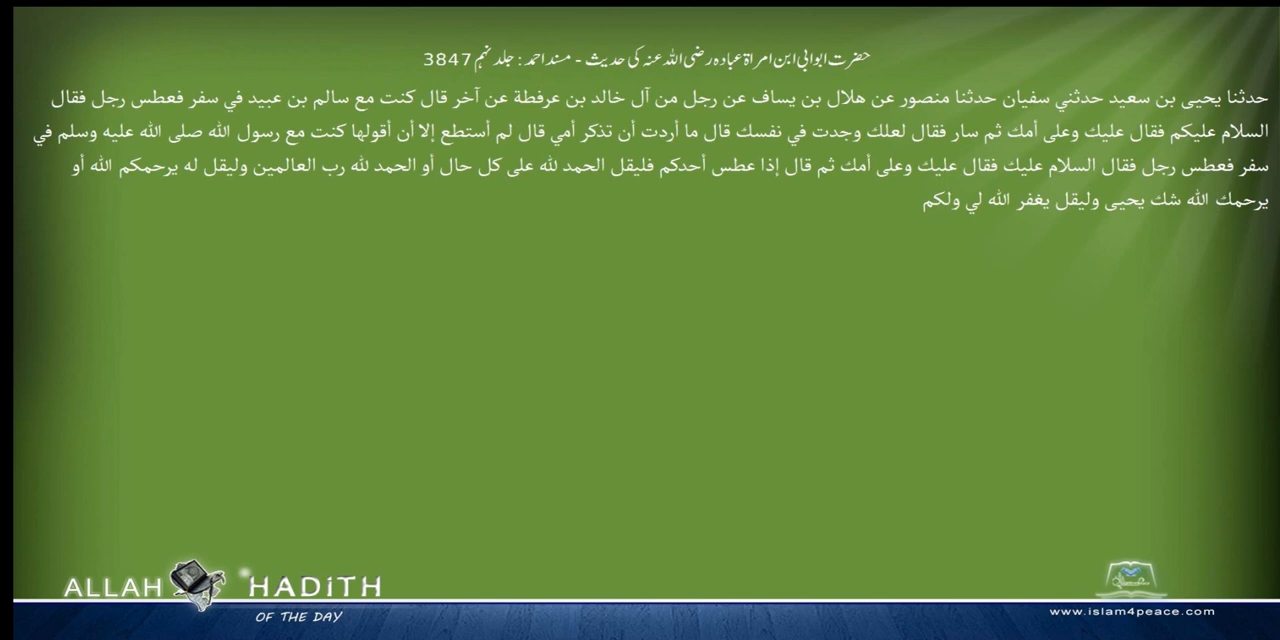 حضرت ابوابی ابن امراۃ عبادہ رضی اللہ عنہ کی حدیث - مسند احمد : جلد نہم 3847
حدثنا يحيى بن سعيد حدثني سفيان حدثنا منصور عن هلال بن يساف عن رجل من آل خالد بن عرفطة عن آخر قال كنت مع سالم بن عبيد في سفر فعطس رجل فقال
السلام عليكم فقال عليك وعلى أمك ثم سار فقال لعلك وجدت في نفسك قال ما أردت أن تذكر أمي قال لم أستطع إلا أن أقولها كنت مع رسول الله صلى الله عليه وسلم في
سفر فعطس رجل فقال السلام عليك فقال عليك وعلى أمك ثم قال إذا عطس أحدكم فليقل الحمد لله على كل حال أو الحمد لله رب العالمين وليقل له يرحمكم الله أو
يرحمك الله شك يحيى وليقل يغفر الله لي ولكم
ALLAH HADiTH
OF THE DAY
www.islam4peace.com